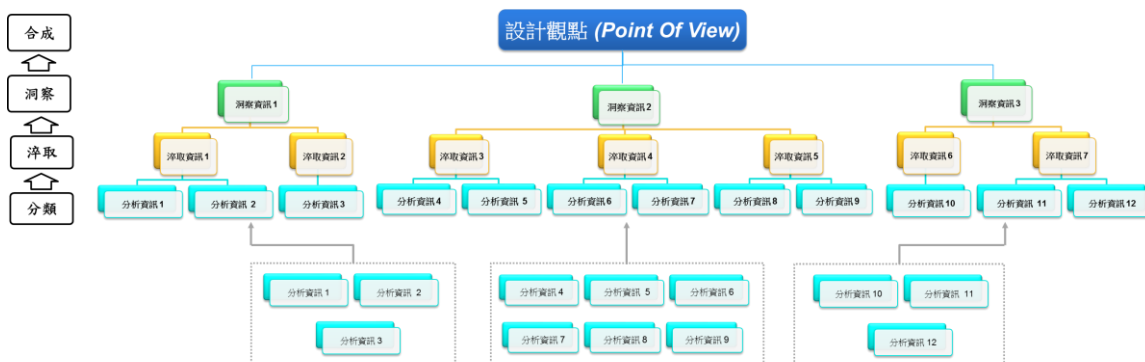 設計觀點 (Point Of View)
合成
洞察
淬取
分類
洞察資訊 1
洞察資訊 2
洞察資訊 3
淬取資訊 1
淬取資訊 2
淬取資訊 3
淬取資訊 4
淬取資訊 5
淬取資訊 6
淬取資訊 7
分析資訊 1
分析資訊 2
分析資訊 3
分析資訊 4
分析資訊 5
分析資訊 6
分析資訊 7
分析資訊 8
分析資訊 9
分析資訊 10
分析資訊 11
分析資訊 12
分析資訊 1
分析資訊 2
分析資訊 3
分析資訊 4
分析資訊 5
分析資訊 6
分析資訊 7
分析資訊 8
分析資訊 9
分析資訊 10
分析資訊 11
分析資訊 12